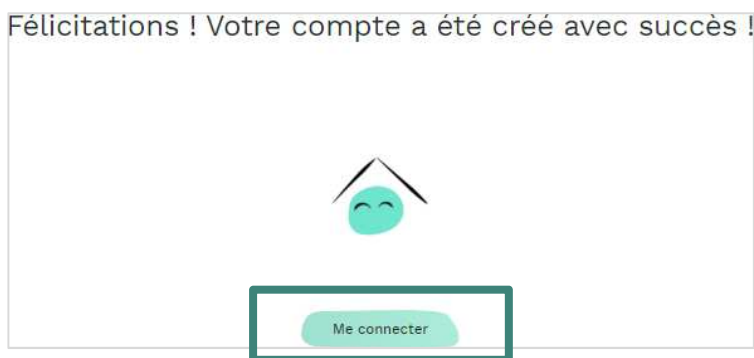 Félicitations ! Votre compte a été créé avec succès !
Me connecter